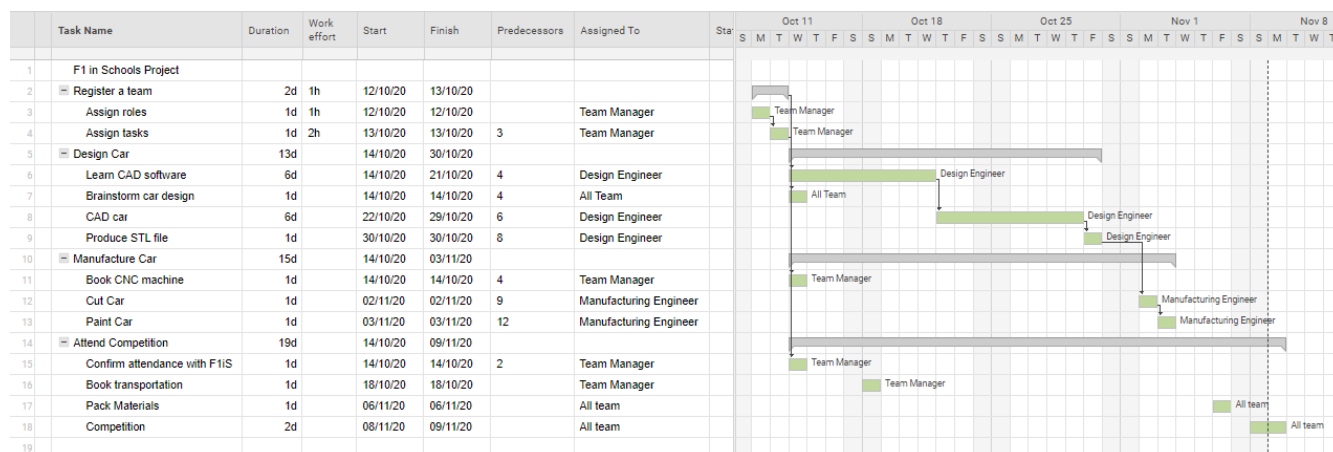 Task Name Duration Work effort Start Finish Predecessors Assigned To Sta Oct 11 Oct 18 Oct 25 Nov 1 Nov 8
S M T W T F S S M T W T F S S M T W T F S S M T W T F S S M T W T
1 F1 in Schools Project
2 Register a team 2d 1h 12/10/20 13/10/20
3 Assign roles 1d 1h 12/10/20 12/10/20 Team Manager Team Manager
4 Assign tasks 1d 2h 13/10/20 13/10/20 3 Team Manager Team Manager
5 Design Car 13d 14/10/20 30/10/20
6 Learn CAD software 6d 14/10/20 21/10/20 4 Design Engineer Design Engineer
7 Brainstorm car design 1d 14/10/20 14/10/20 4 All Team All Team
8 CAD car 6d 22/10/20 29/10/20 6 Design Engineer Design Engineer
9 Produce STL file 1d 30/10/20 30/10/20 8 Design Engineer Design Engineer
10 Manufacture Car 15d 14/10/20 03/11/20
11 Book CNC machine 1d 14/10/20 14/10/20 4 Team Manager Team Manager
12 Cut Car 1d 02/11/20 02/11/20 9 Manufacturing Engineer Manufacturing Engineer
13 Paint Car 1d 03/11/20 03/11/20 12 Manufacturing Engineer Manufacturing Engineer
14 Attend Competition 19d 14/10/20 09/11/20
15 Confirm attendance with F1iS 1d 14/10/20 14/10/20 2 Team Manager Team Manager
16 Book transportation 1d 18/10/20 18/10/20 Team Manager Team Manager
17 Pack Materials 1d 06/11/20 06/11/20 All team All team
18 Competition 2d 08/11/20 09/11/20 All team All team
19